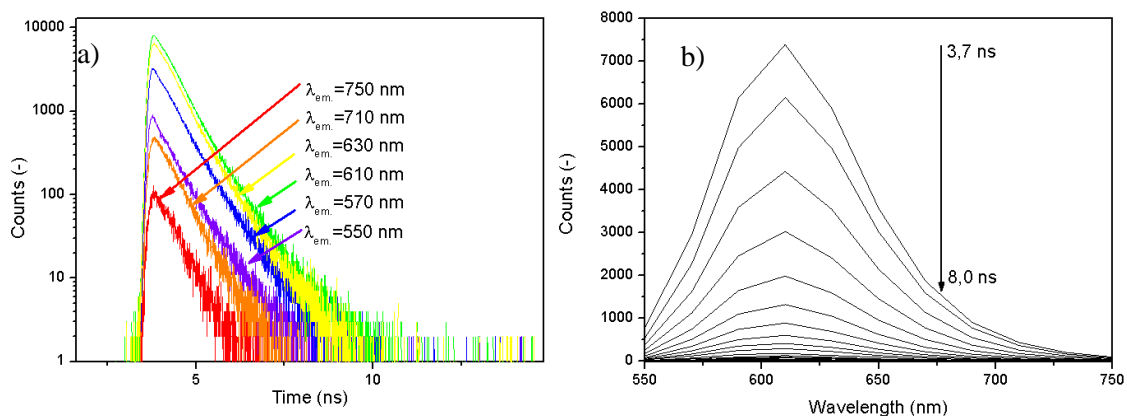 a)
10000
1000
100
10
1
Counts (-)
5
10
Time (ns)
λem.=750 nm
λem.=710 nm
λem.=630 nm
λem.=610 nm
λem.=570 nm
λem.=550 nm
b)
8000
7000
6000
5000
4000
3000
2000
1000
0
Counts (-)
3,7 ns
8,0 ns
550
600
650
700
750
Wavelength (nm)